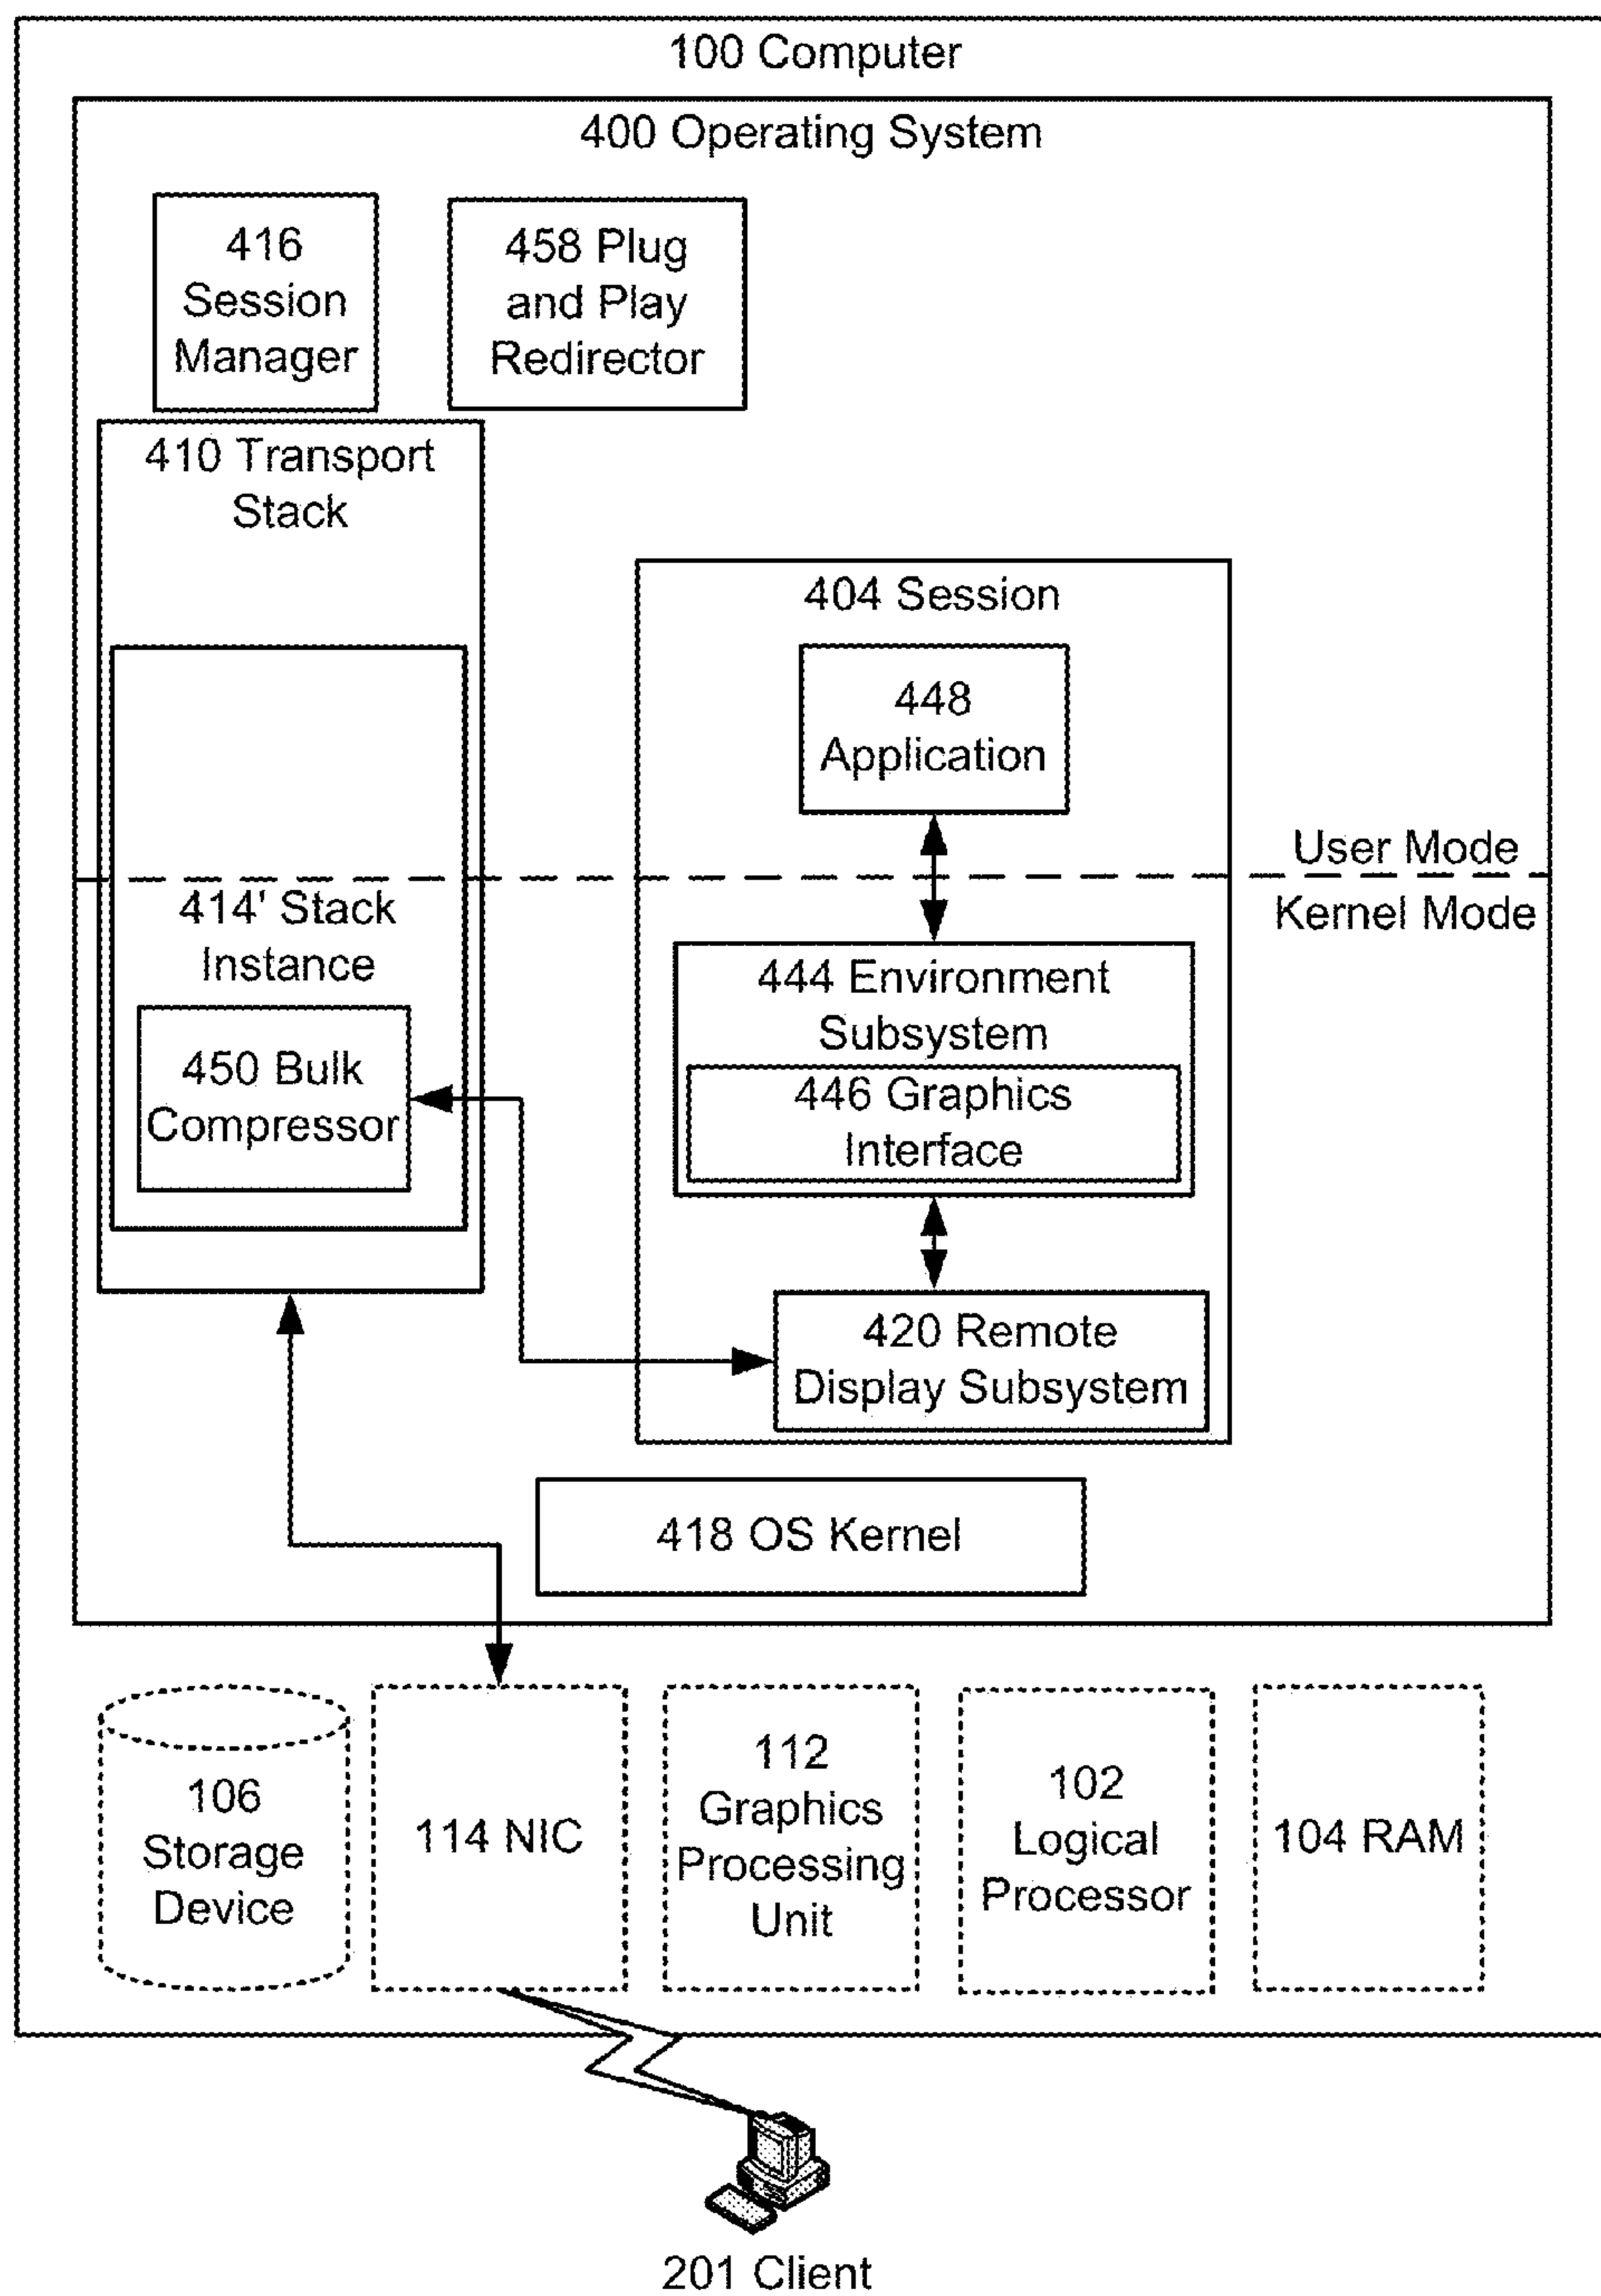 100 Computer
400 Operating System
416
Session
Manager
458 Plug
and Play
Redirector
410 Transport
Stack
404 Session
448
Application
User Mode
Kernel Mode
414' Stack
Instance
444 Environment
Subsystem
450 Bulk
Compressor
446 Graphics
Interface
420 Remote
Display Subsystem
418 OS Kernel
106
Storage
Device
114 NIC
112
Graphics
Processing
Unit
102
Logical
Processor
104 RAM
201 Client